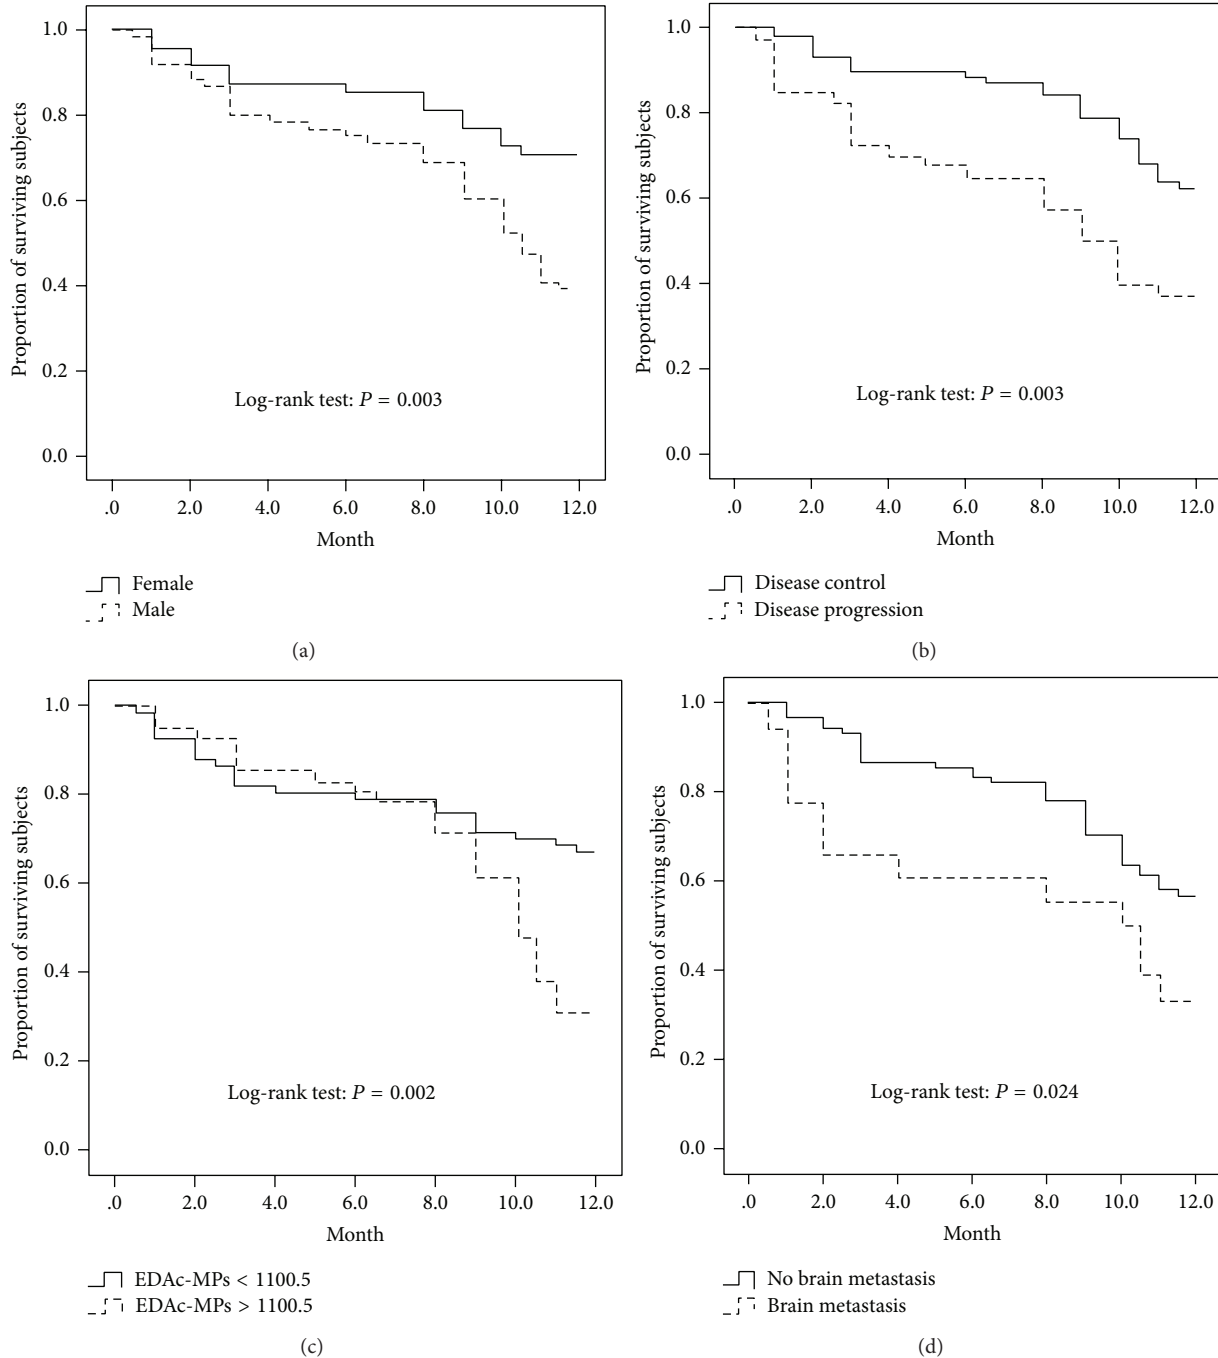 Proportion of surviving subjects
1.0
0.8
0.6
0.4
0.2
0.0
Log-rank test: P = 0.003
.0 2.0 4.0 6.0 8.0 10.0 12.0
Month
Female
Male
(a)
Proportion of surviving subjects
1.0
0.8
0.6
0.4
0.2
0.0
Log-rank test: P = 0.003
.0 2.0 4.0 6.0 8.0 10.0 12.0
Month
Disease control
Disease progression
(b)
Proportion of surviving subjects
1.0
0.8
0.6
0.4
0.2
0.0
Log-rank test: P = 0.002
.0 2.0 4.0 6.0 8.0 10.0 12.0
Month
EDAc-MPs < 1100.5
EDAc-MPs > 1100.5
(c)
Proportion of surviving subjects
1.0
0.8
0.6
0.4
0.2
0.0
Log-rank test: P = 0.024
.0 2.0 4.0 6.0 8.0 10.0 12.0
Month
No brain metastasis
Brain metastasis
(d)